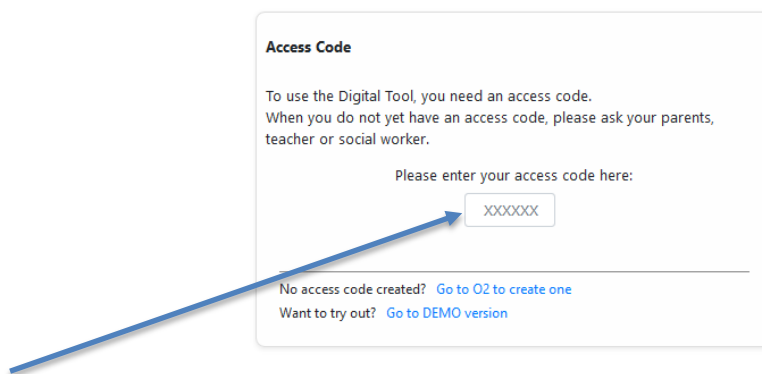 Access Code
To use the Digital Tool, you need an access code.
When you do not yet have an access code, please ask your parents,
teacher or social worker.
Please enter your access code here:
XXXXXX
No access code created? Go to O2 to create one
Want to try out? Go to DEMO version